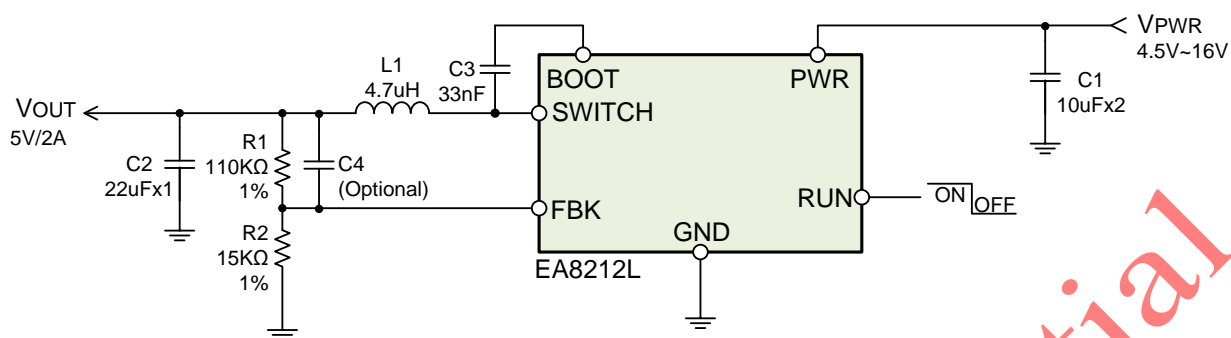 VPWR
4.5V~16V
C1
10uFx2
BOOT
PWR
SWITCH
FBK
RUN
GND
EA8212L
ON
OFF
C3
33nF
L1
4.7uH
VOUT
5V/2A
C2
22uFx1
R1
110KΩ
1%
C4
(Optional)
R2
15KΩ
1%
tial